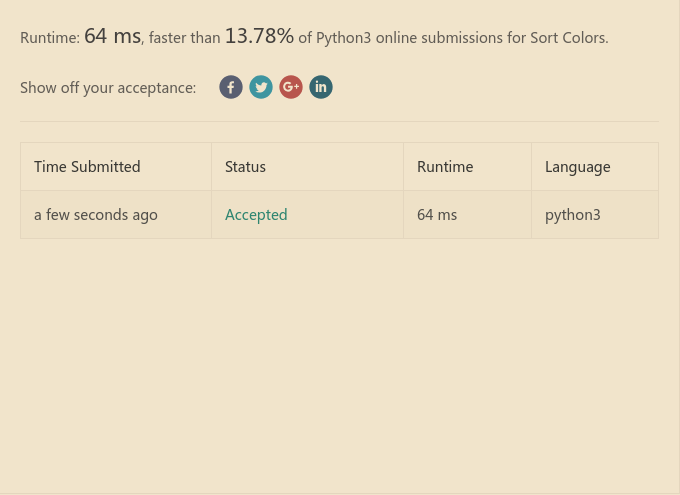 Runtime: 64 ms, faster than 13.78% of Python3 online submissions for Sort Colors.
Show off your acceptance: f G+ in
Time Submitted Status Runtime Language
a few seconds ago Accepted 64 ms python3